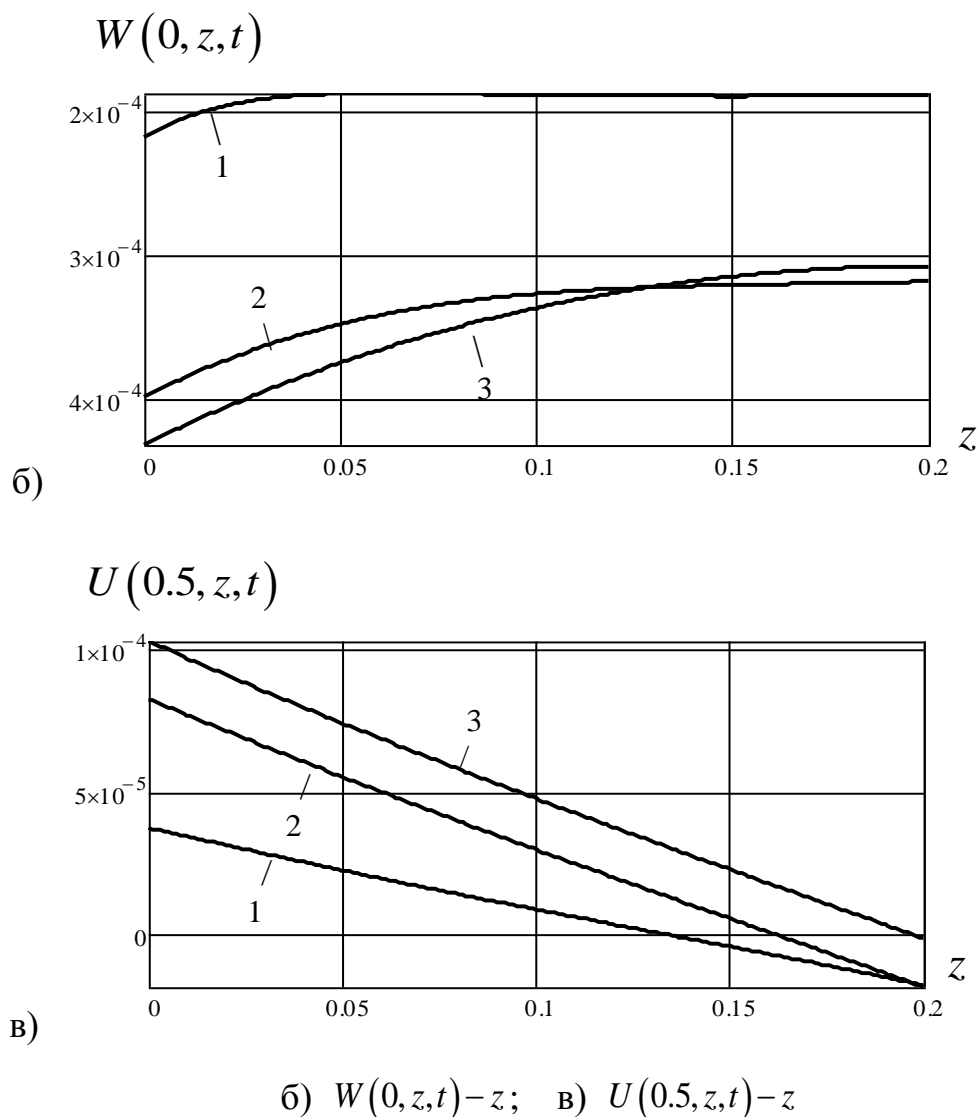 W(0,z,t)
2×10⁻⁴
1
3×10⁻⁴
2
3
4×10⁻⁴
z
0 0.05 0.1 0.15 0.2
б)
U(0.5,z,t)
1×10⁻⁴
3
5×10⁻⁵
2
1
0
z
0 0.05 0.1 0.15 0.2
в)
б) W(0,z,t)−z; в) U(0.5,z,t)−z